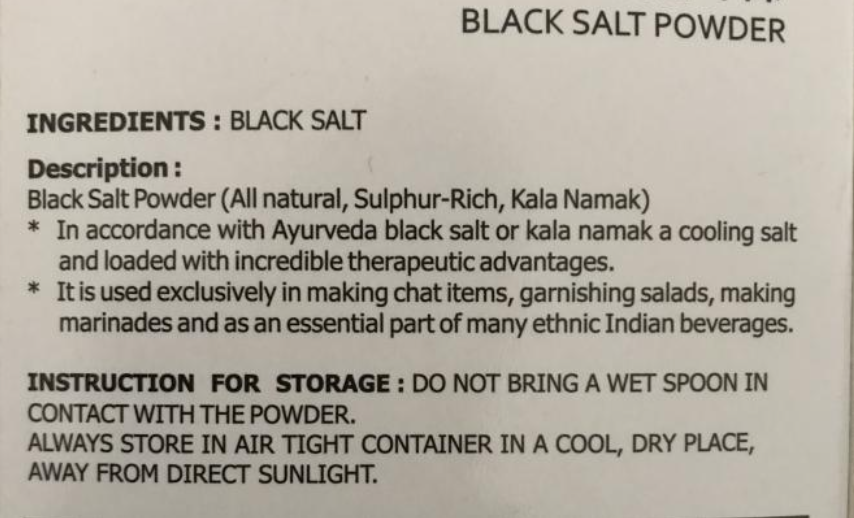 BLACK SALT POWDER
INGREDIENTS : BLACK SALT
Description :
Black Salt Powder (All natural, Sulphur-Rich, Kala Namak)
* In accordance with Ayurveda black salt or kala namak a cooling salt
and loaded with incredible therapeutic advantages.
* It is used exclusively in making chat items, garnishing salads, making
marinades and as an essential part of many ethnic Indian beverages.
INSTRUCTION FOR STORAGE : DO NOT BRING A WET SPOON IN
CONTACT WITH THE POWDER.
ALWAYS STORE IN AIR TIGHT CONTAINER IN A COOL, DRY PLACE,
AWAY FROM DIRECT SUNLIGHT.